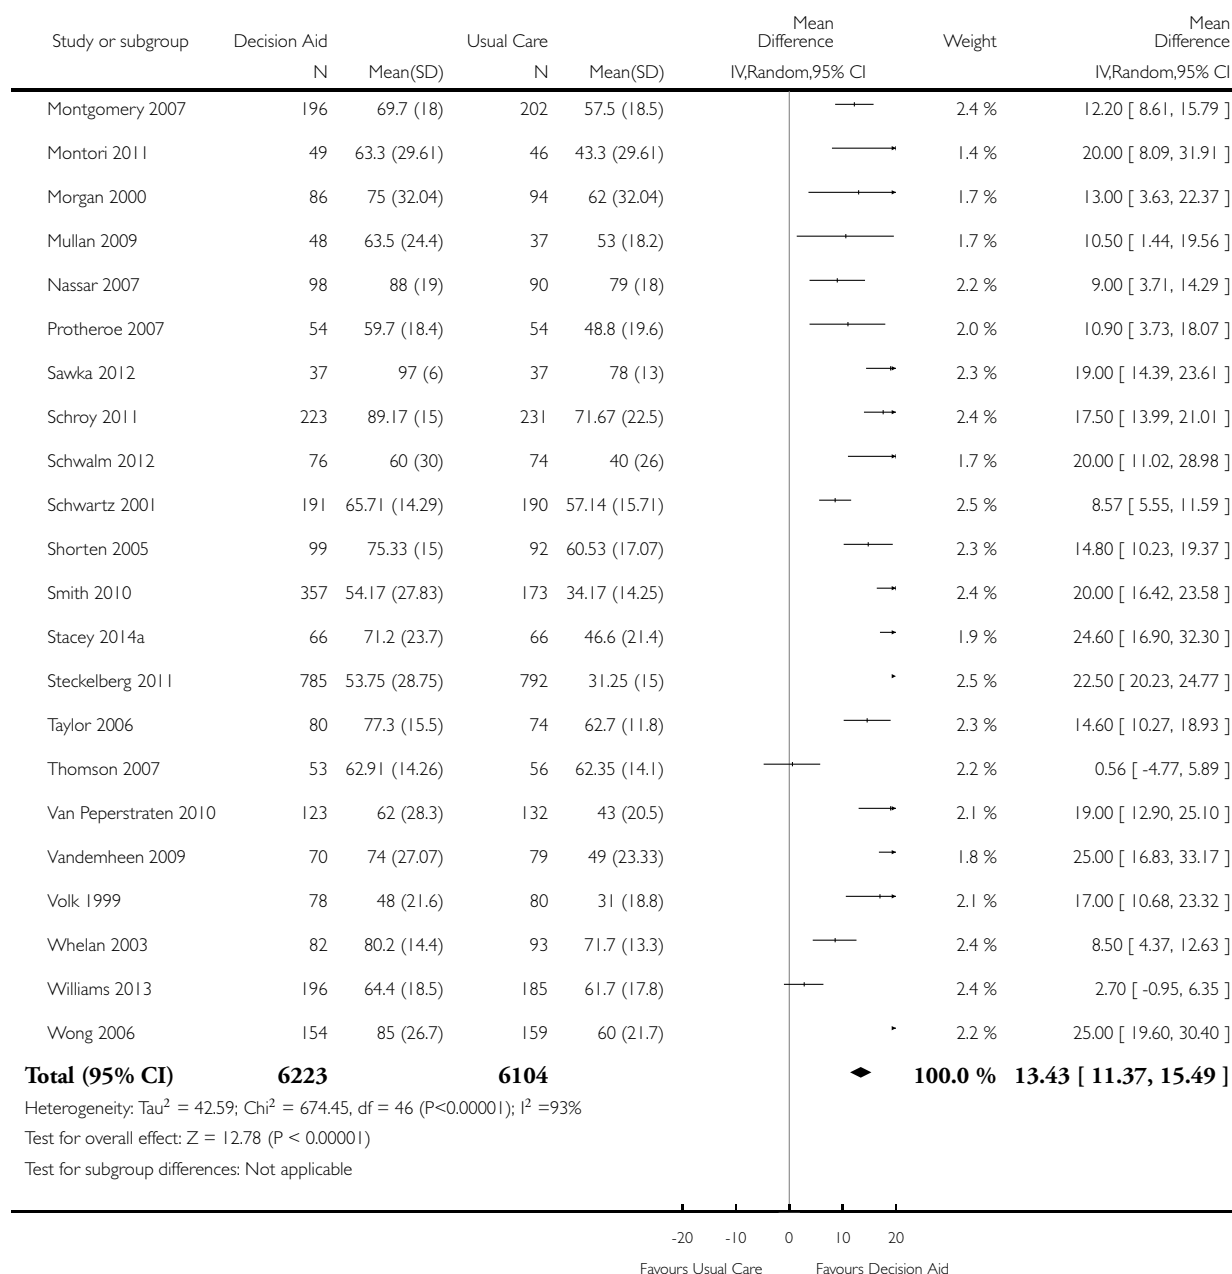 Mean Mean
Study or subgroup Decision Aid Usual Care Difference Weight Difference
N Mean(SD) N Mean(SD) IV,Random,95% CI IV,Random,95% CI
Montgomery 2007 196 69.7 (18) 202 57.5 (18.5) 2.4 % 12.20 [ 8.61, 15.79 ]
Montori 2011 49 63.3 (29.61) 46 43.3 (29.61) 1.4 % 20.00 [ 8.09, 31.91 ]
Morgan 2000 86 75 (32.04) 94 62 (32.04) 1.7 % 13.00 [ 3.63, 22.37 ]
Mullan 2009 48 63.5 (24.4) 37 53 (18.2) 1.7 % 10.50 [ 1.44, 19.56 ]
Nassar 2007 98 88 (19) 90 79 (18) 2.2 % 9.00 [ 3.71, 14.29 ]
Protheroe 2007 54 59.7 (18.4) 54 48.8 (19.6) 2.0 % 10.90 [ 3.73, 18.07 ]
Sawka 2012 37 97 (6) 37 78 (13) 2.3 % 19.00 [ 14.39, 23.61 ]
Schroy 2011 223 89.17 (15) 231 71.67 (22.5) 2.4 % 17.50 [ 13.99, 21.01 ]
Schwalm 2012 76 60 (30) 74 40 (26) 1.7 % 20.00 [ 11.02, 28.98 ]
Schwartz 2001 191 65.71 (14.29) 190 57.14 (15.71) 2.5 % 8.57 [ 5.55, 11.59 ]
Shorten 2005 99 75.33 (15) 92 60.53 (17.07) 2.3 % 14.80 [ 10.23, 19.37 ]
Smith 2010 357 54.17 (27.83) 173 34.17 (14.25) 2.4 % 20.00 [ 16.42, 23.58 ]
Stacey 2014a 66 71.2 (23.7) 66 46.6 (21.4) 1.9 % 24.60 [ 16.90, 32.30 ]
Steckelberg 2011 785 53.75 (28.75) 792 31.25 (15) 2.5 % 22.50 [ 20.23, 24.77 ]
Taylor 2006 80 77.3 (15.5) 74 62.7 (11.8) 2.3 % 14.60 [ 10.27, 18.93 ]
Thomson 2007 53 62.91 (14.26) 56 62.35 (14.1) 2.2 % 0.56 [ -4.77, 5.89 ]
Van Peperstraten 2010 123 62 (28.3) 132 43 (20.5) 2.1 % 19.00 [ 12.90, 25.10 ]
Vandemheen 2009 70 74 (27.07) 79 49 (23.33) 1.8 % 25.00 [ 16.83, 33.17 ]
Volk 1999 78 48 (21.6) 80 31 (18.8) 2.1 % 17.00 [ 10.68, 23.32 ]
Whelan 2003 82 80.2 (14.4) 93 71.7 (13.3) 2.4 % 8.50 [ 4.37, 12.63 ]
Williams 2013 196 64.4 (18.5) 185 61.7 (17.8) 2.4 % 2.70 [ -0.95, 6.35 ]
Wong 2006 154 85 (26.7) 159 60 (21.7) 2.2 % 25.00 [ 19.60, 30.40 ]
Total (95% CI) 6223 6104 100.0 % 13.43 [ 11.37, 15.49 ]
Heterogeneity: Tau² = 42.59; Chi² = 674.45, df = 46 (P<0.00001); I² =93%
Test for overall effect: Z = 12.78 (P < 0.00001)
Test for subgroup differences: Not applicable
-20 -10 0 10 20
Favours Usual Care Favours Decision Aid